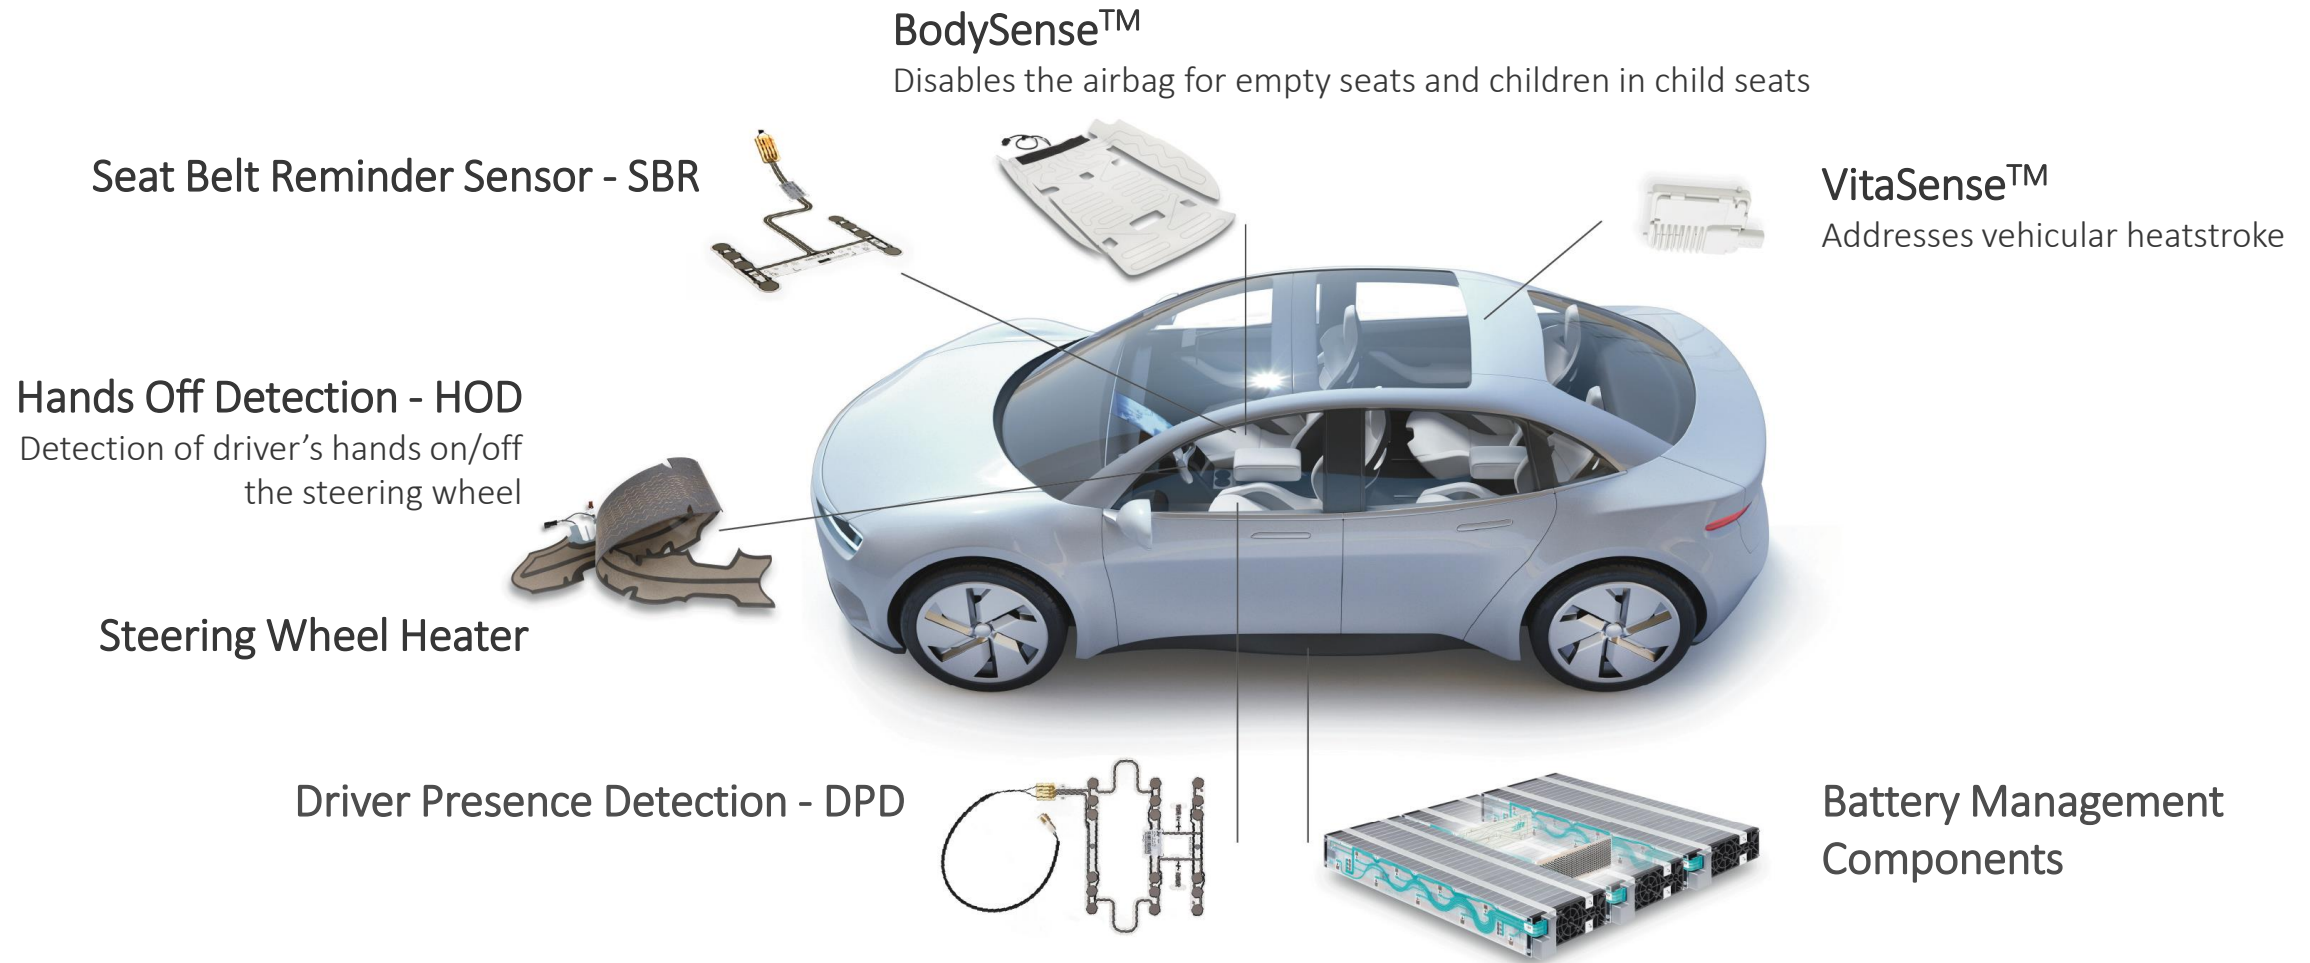 BodySense™
Disables the airbag for empty seats and children in child seats
Seat Belt Reminder Sensor - SBR
VitaSense™
Addresses vehicular heatstroke
Hands Off Detection - HOD
Detection of driver’s hands on/off
the steering wheel
Steering Wheel Heater
Driver Presence Detection - DPD
Battery Management
Components